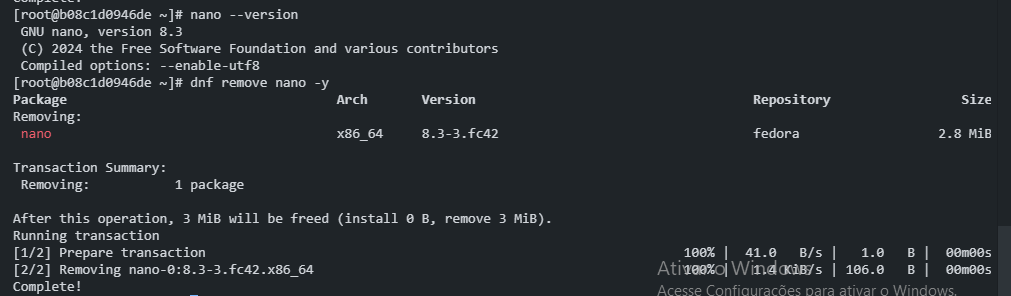 Complete!
[root@b08c1d0946de ~]# nano --version
GNU nano, version 8.3
(C) 2024 the Free Software Foundation and various contributors
Compiled options: --enable-utf8
[root@b08c1d0946de ~]# dnf remove nano -y
Package Arch Version Repository Size
Removing:
nano x86_64 8.3-3.fc42 fedora 2.8 MiB
Transaction Summary:
Removing: 1 package
After this operation, 3 MiB will be freed (install 0 B, remove 3 MiB).
Running transaction
[1/2] Prepare transaction 100% | 41.0 B/s | 1.0 B | 00m00s
[2/2] Removing nano-0:8.3-3.fc42.x86_64 100% | 1.4 KiB/s | 106.0 B | 00m00s
Complete!
Ativar o Windows
Acesse Configurações para ativar o Windows.